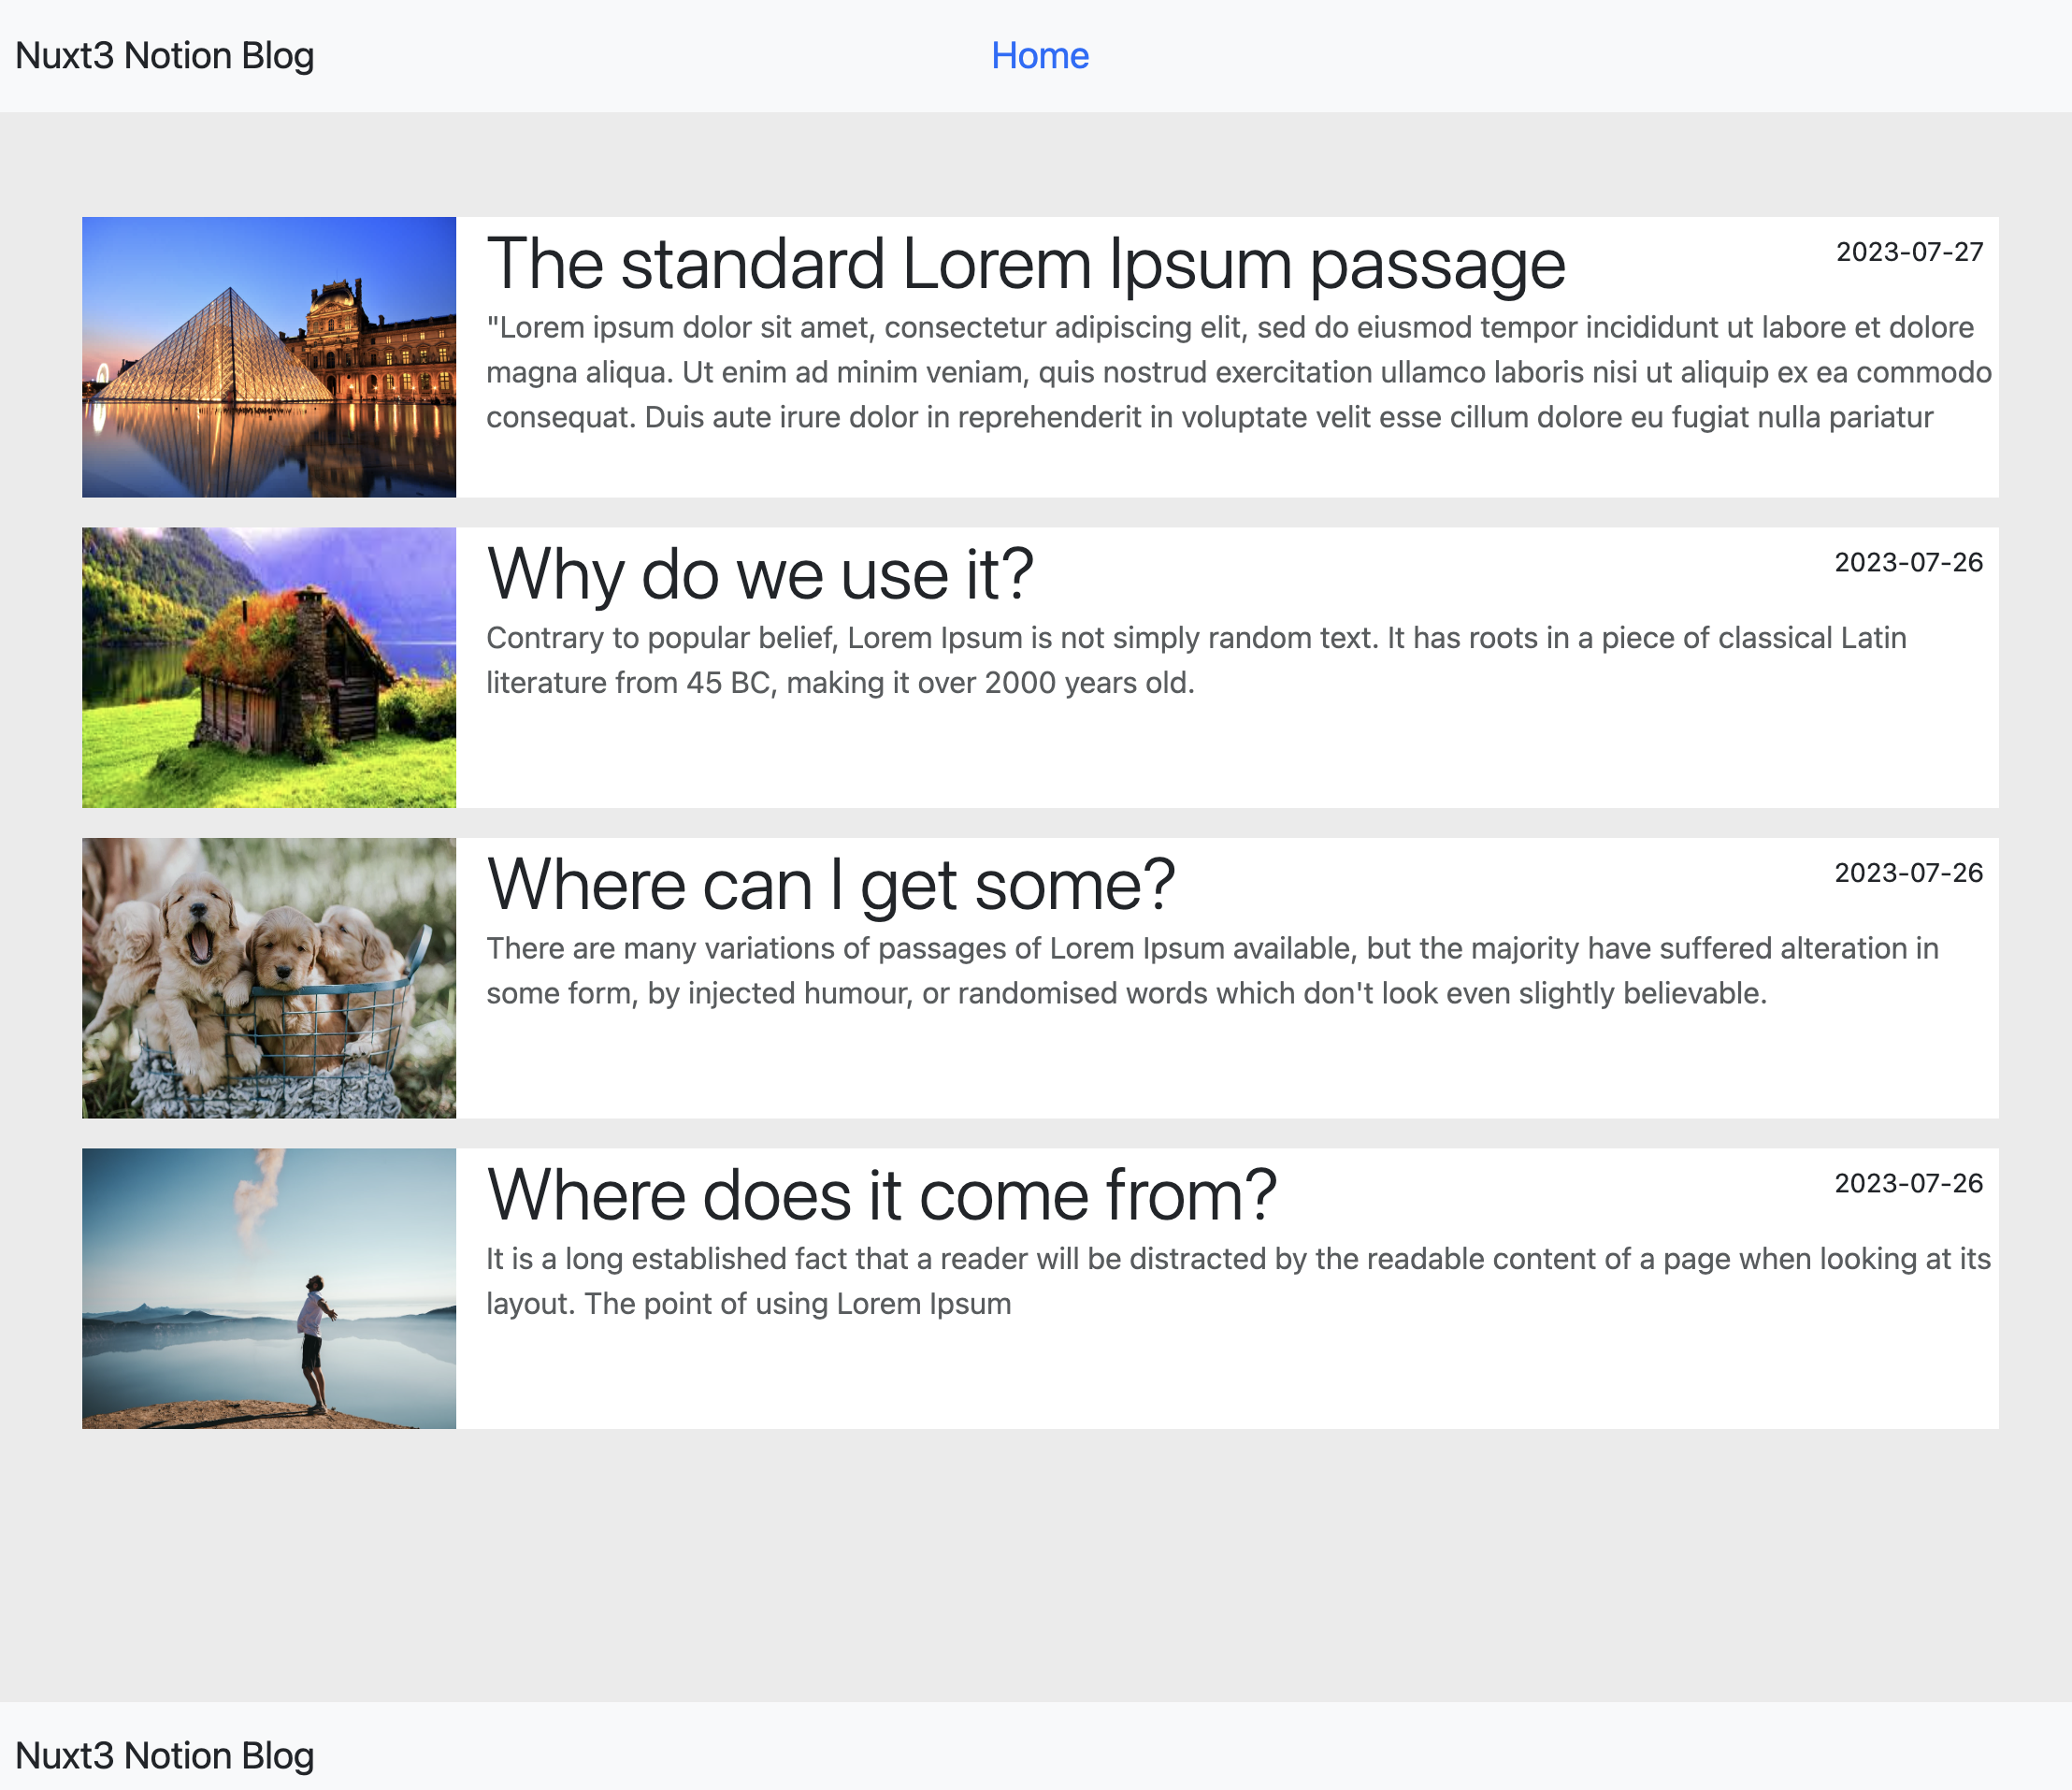 Nuxt3 Notion Blog
Home
The standard Lorem Ipsum passage
2023-07-27
"Lorem ipsum dolor sit amet, consectetur adipiscing elit, sed do eiusmod tempor incididunt ut labore et dolore
magna aliqua. Ut enim ad minim veniam, quis nostrud exercitation ullamco laboris nisi ut aliquip ex ea commodo
consequat. Duis aute irure dolor in reprehenderit in voluptate velit esse cillum dolore eu fugiat nulla pariatur
Why do we use it?
2023-07-26
Contrary to popular belief, Lorem Ipsum is not simply random text. It has roots in a piece of classical Latin
literature from 45 BC, making it over 2000 years old.
Where can I get some?
2023-07-26
There are many variations of passages of Lorem Ipsum available, but the majority have suffered alteration in
some form, by injected humour, or randomised words which don't look even slightly believable.
Where does it come from?
2023-07-26
It is a long established fact that a reader will be distracted by the readable content of a page when looking at its
layout. The point of using Lorem Ipsum
Nuxt3 Notion Blog